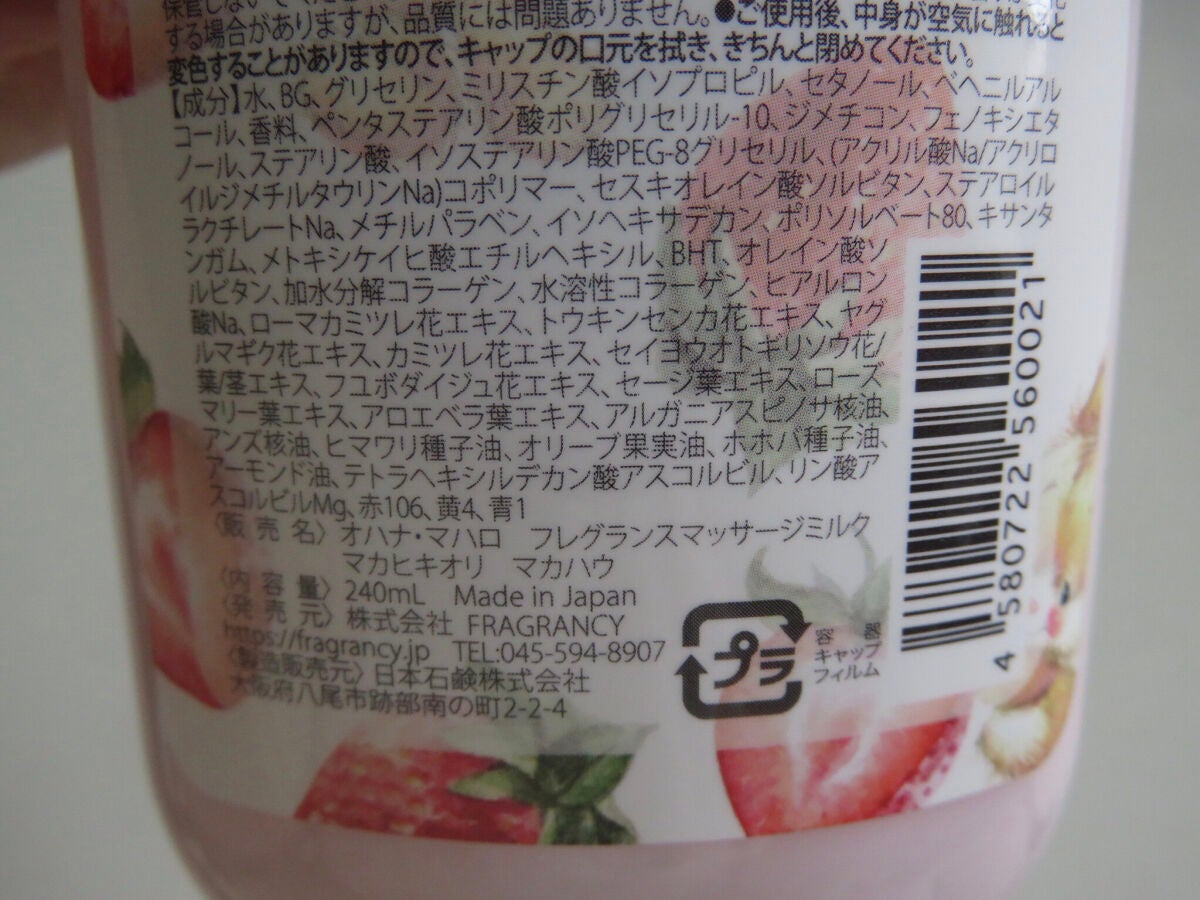 保管しないでください
する場合がありますが、品質には問題ありません。●ご使用後、中身が空気に触れると
変色することがありますので、キャップの口元を拭き、きちんと閉めてください。
【成分】水、BG、グリセリン、ミリスチン酸イソプロピル、セタノール、ベヘニルアル
コール、香料、ペンタステアリン酸ポリグリセリル-10、ジメチコン、フェノキシエタ
ノール、ステアリン酸、イソステアリン酸PEG-8グリセリル、(アクリル酸Na/アクリロ
イルジメチルタウリンNa)コポリマー、セスキオレイン酸ソルビタン、ステアロイル
ラクチレートNa、メチルパラベン、イソヘキサデカン、ポリソルベート80、キサンタ
ンガム、メトキシケイヒ酸エチルヘキシル、BHT、オレイン酸ソ
ルビタン、加水分解コラーゲン、水溶性コラーゲン、ヒアルロン
酸Na、ローマカミツレ花エキス、トウキンセンカ花エキス、ヤグ
ルマギク花エキス、カミツレ花エキス、セイヨウオトギリソウ花/
葉/茎エキス、フユボダイジュ花エキス、セージ葉エキス、ローズ
マリー葉エキス、アロエベラ葉エキス、アルガニアスピノサ核油、
アンズ核油、ヒマワリ種子油、オリーブ果実油、ホホバ種子油、
アーモンド油、テトラヘキシルデカン酸アスコルビル、リン酸ア
スコルビルMg、赤106、黄4、青1
〈販売名〉オハナ・マハロ フレグランスマッサージミルク
マカヒキオリ マカハウ
〈内容量〉240mL Made in Japan
〈発売元〉株式会社 FRAGRANCY
https://fragrancy.jp TEL:045-594-8907
〈製造販売元〉日本石鹸株式会社
大阪府八尾市跡部南の町2-2-4
プラ
容器
キャップ
フィルム
4 580722 560021